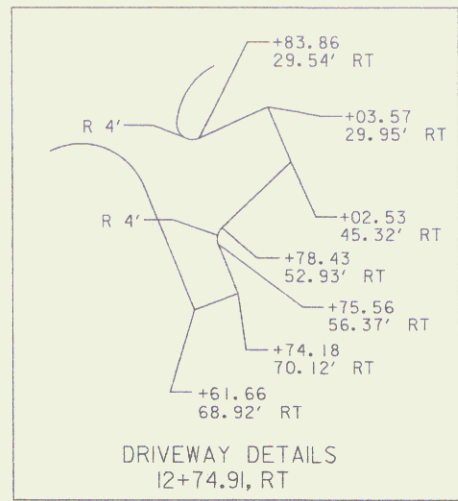 +83.86
29.54' RT
R 4'
+03.57
29.95' RT
R 4'
+02.53
45.32' RT
+78.43
52.93' RT
+75.56
56.37' RT
+74.18
70.12' RT
+61.66
68.92' RT
DRIVEWAY DETAILS
12+74.91, RT